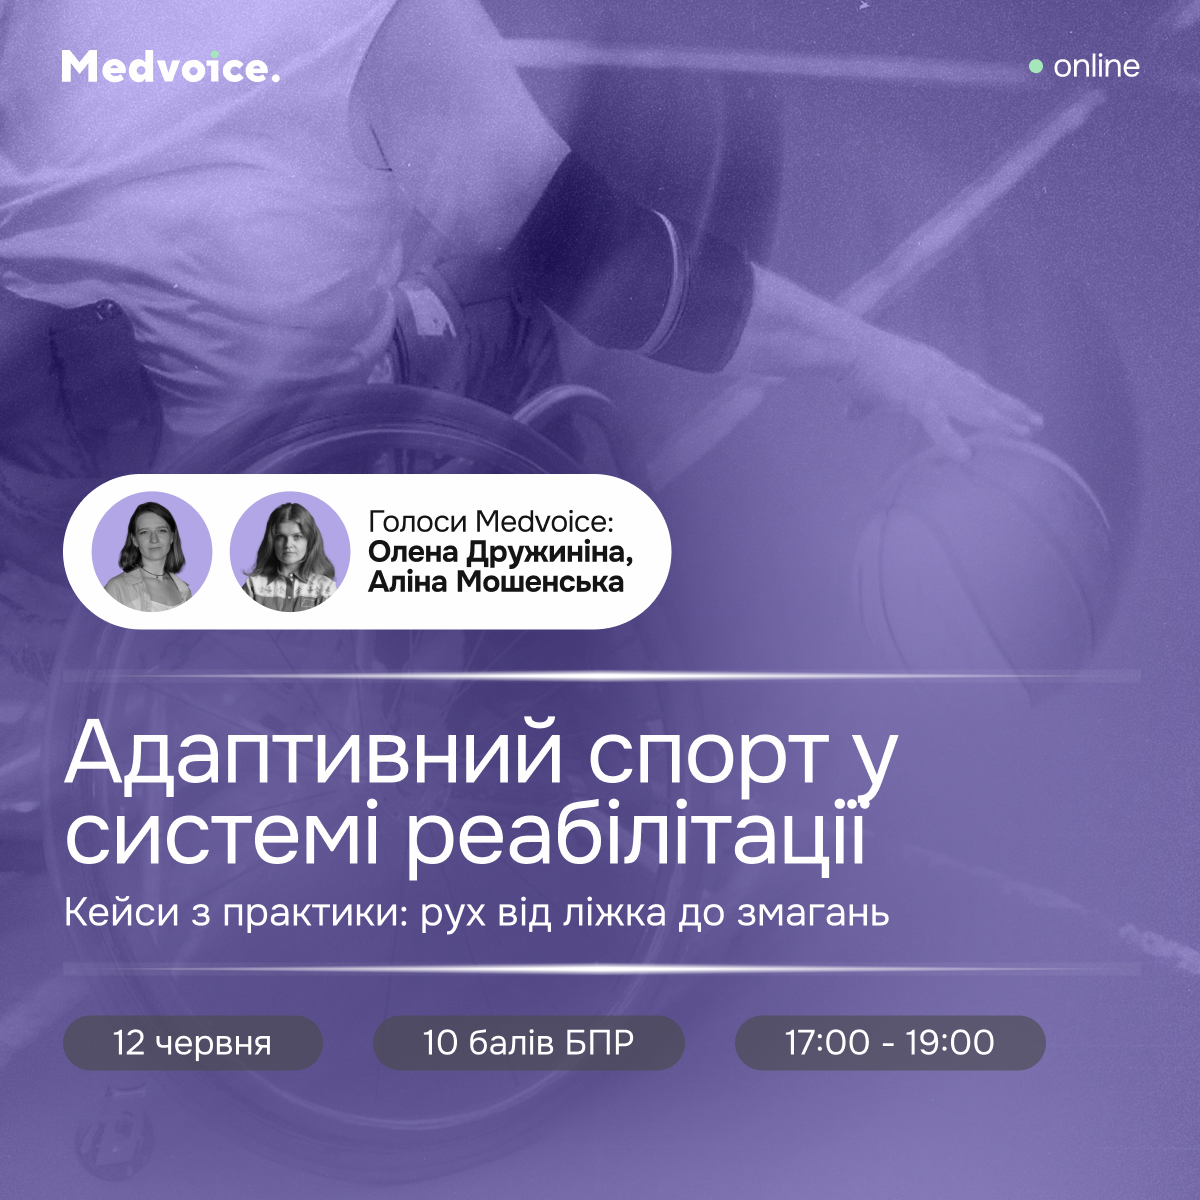 Medvoice.
online
Голоси Medvoice:
Олена Дружиніна,
Аліна Мошенська
Адаптивний спорт у
системі реабілітації
Кейси з практики: рух від ліжка до змагань
12 червня
10 балів БПР
17:00 - 19:00